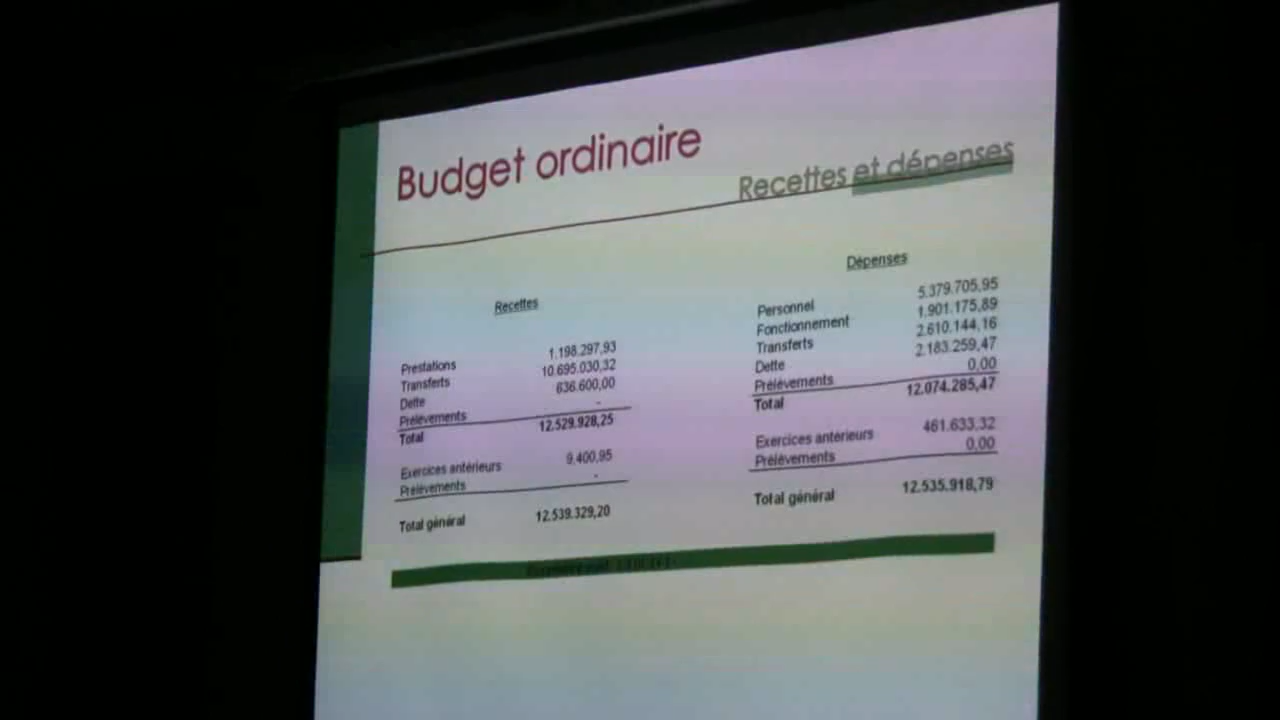 Budget ordinaire
Recettes et dépenses
Recettes
Prestations 1.198.297,93
Transferts 10.695.030,32
Dette 636.600,00
Prélèvements -
Total 12.529.928,25
Exercices antérieurs 9.400,95
Prélèvements -
Total général 12.539.329,20
Dépenses
Personnel 5.379.705,95
Fonctionnement 1.901.175,89
Transferts 2.610.144,16
Dette 2.183.259,47
Prélèvements 0,00
Total 12.074.285,47
Exercices antérieurs 461.633,32
Prélèvements 0,00
Total général 12.535.918,79